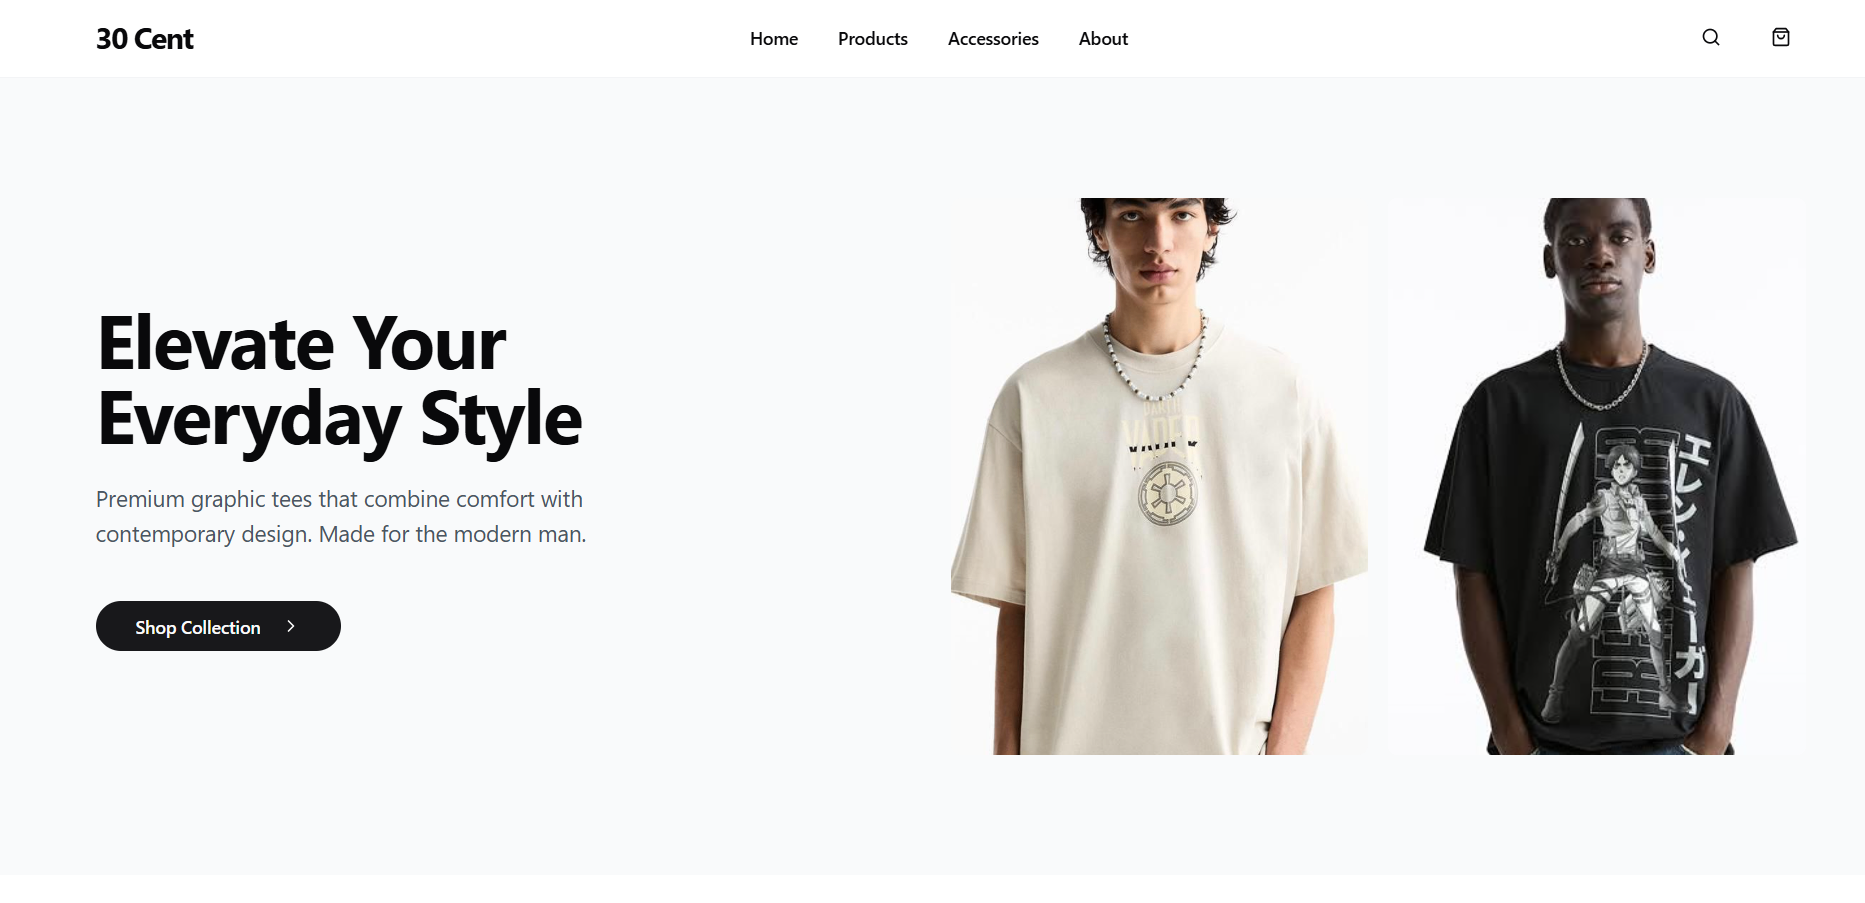 30 Cent
Home
Products
Accessories
About
Elevate Your
Everyday Style
Premium graphic tees that combine comfort with
contemporary design. Made for the modern man.
Shop Collection
VADER
エレン・イェーガー